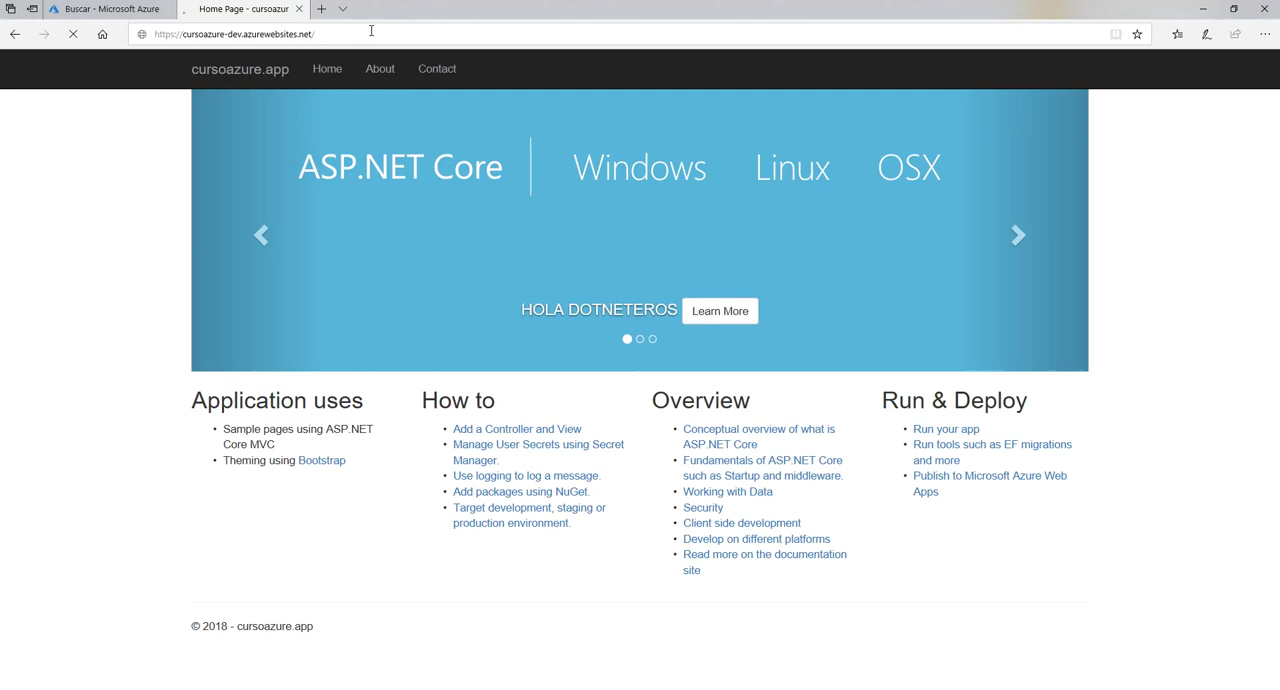 Buscar - Microsoft Azure
Home Page - cursoazur
https://cursoazure-dev.azurewebsites.net/
cursoazure.app Home About Contact
ASP.NET Core Windows Linux OSX
HOLA DOTNETEROS Learn More
Application uses
Sample pages using ASP.NET
Core MVC
Theming using Bootstrap
How to
Add a Controller and View
Manage User Secrets using Secret
Manager.
Use logging to log a message.
Add packages using NuGet.
Target development, staging or
production environment.
Overview
Conceptual overview of what is
ASP.NET Core
Fundamentals of ASP.NET Core
such as Startup and middleware.
Working with Data
Security
Client side development
Develop on different platforms
Read more on the documentation
site
Run & Deploy
Run your app
Run tools such as EF migrations
and more
Publish to Microsoft Azure Web
Apps
© 2018 - cursoazure.app